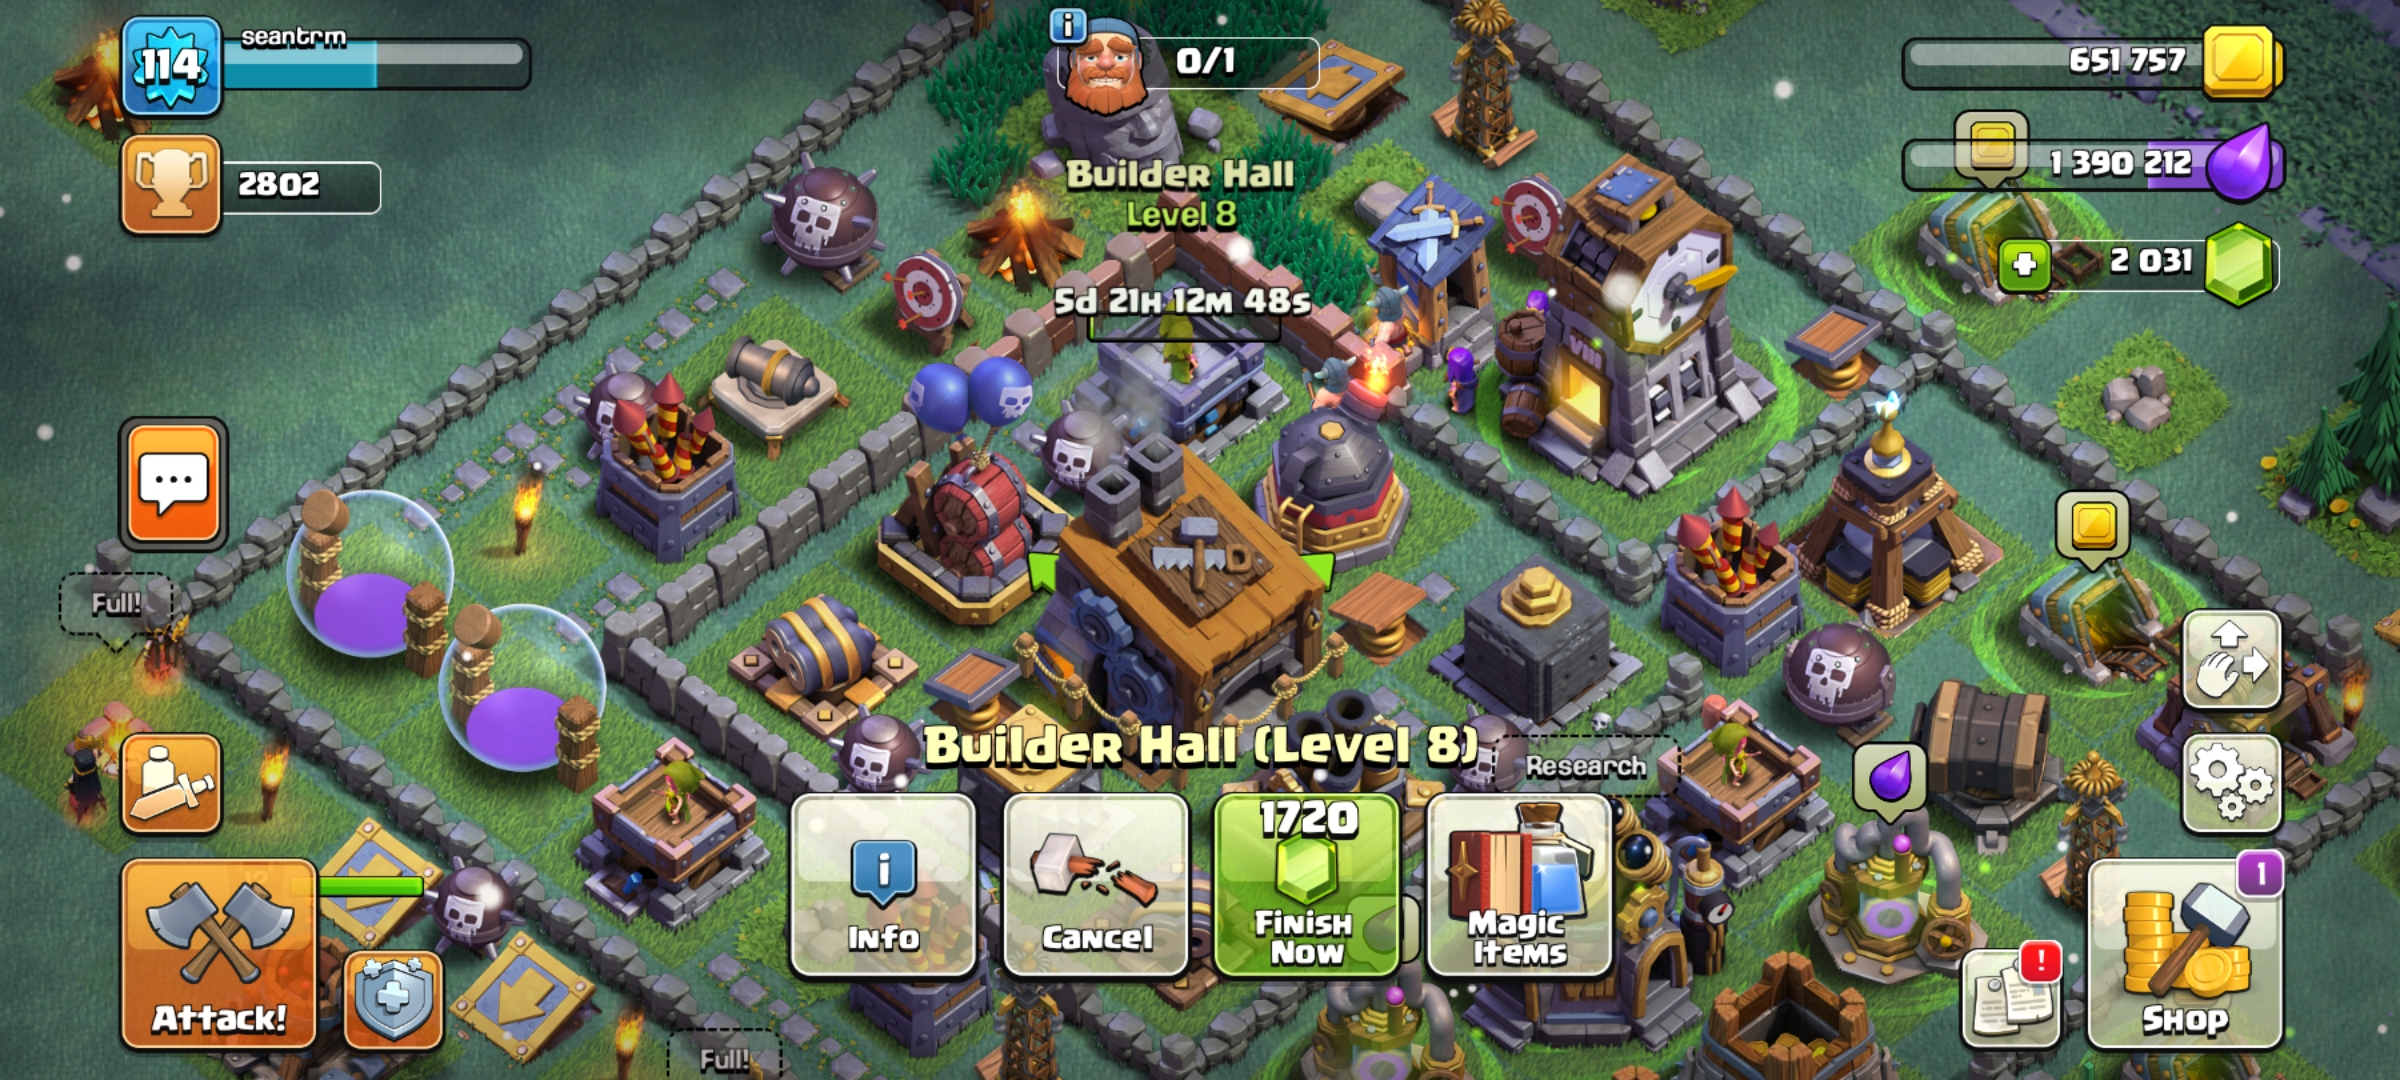 114
seantrm
0/1
651 757
2802
Builder Hall
Level 8
1 390 212
2 031
5d 21h 12m 48s
VIII
Full!
Builder Hall (Level 8)
Research
1720
Info
Cancel
Finish
Now
Magic
Items
Attack!
1
!
Shop
Full!